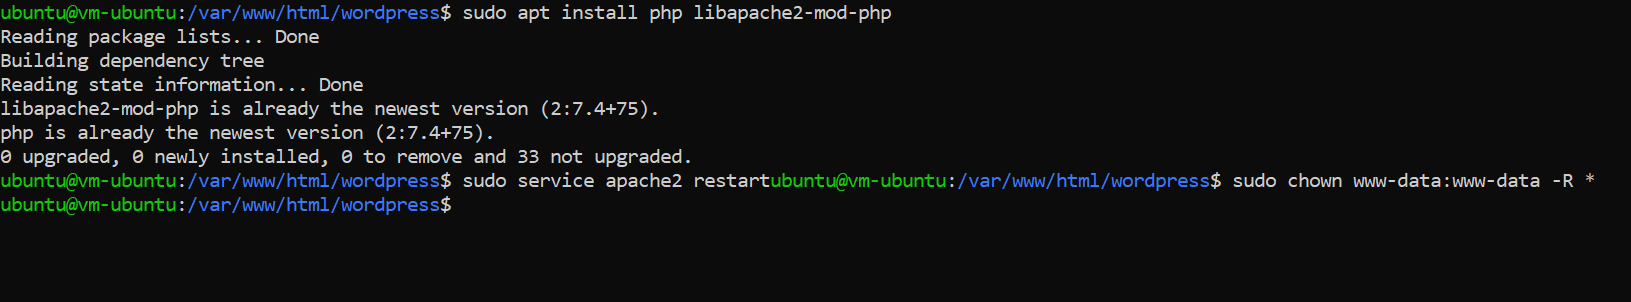 ubuntu@vm-ubuntu:/var/www/html/wordpress$ sudo apt install php libapache2-mod-php
Reading package lists... Done
Building dependency tree
Reading state information... Done
libapache2-mod-php is already the newest version (2:7.4+75).
php is already the newest version (2:7.4+75).
0 upgraded, 0 newly installed, 0 to remove and 33 not upgraded.
ubuntu@vm-ubuntu:/var/www/html/wordpress$ sudo service apache2 restartubuntu@vm-ubuntu:/var/www/html/wordpress$ sudo chown www-data:www-data -R *
ubuntu@vm-ubuntu:/var/www/html/wordpress$